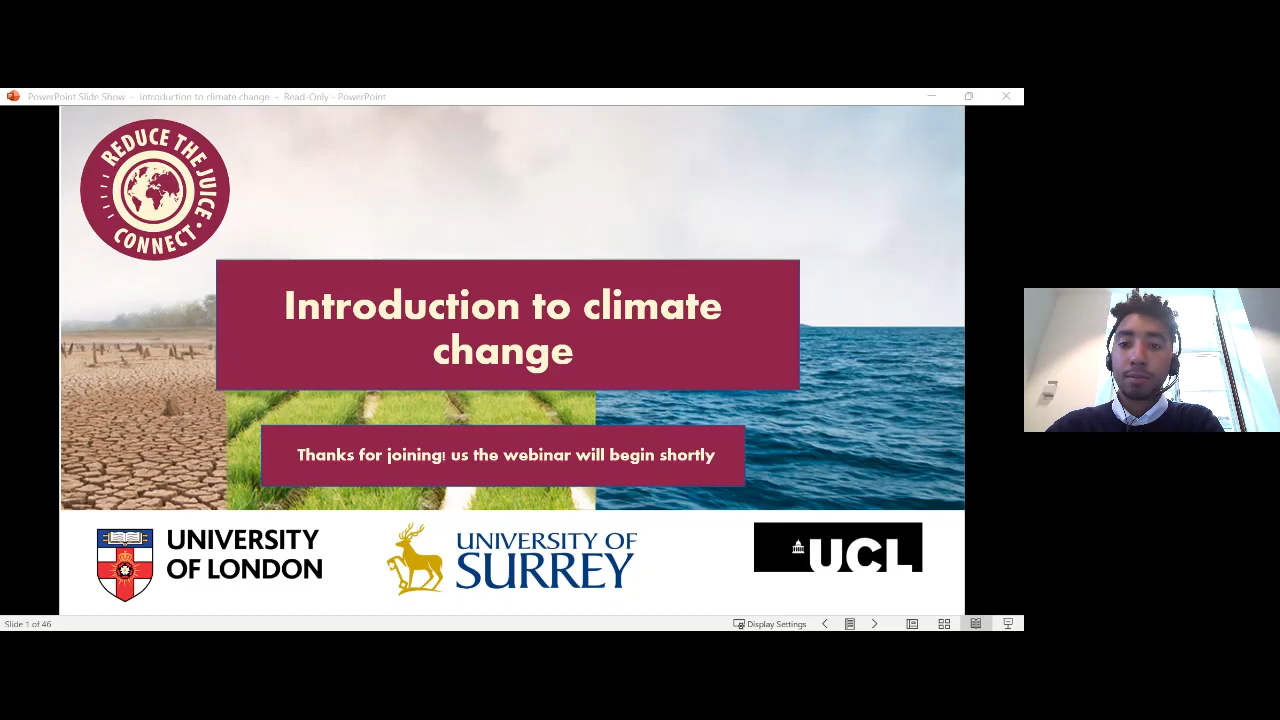 PowerPoint Slide Show - Introduction to climate change - Read-Only - PowerPoint
REDUCE THE JUICE
CONNECT
Introduction to climate
change
Thanks for joining! us the webinar will begin shortly
UNIVERSITY
OF LONDON
UNIVERSITY OF
SURREY
UCL
Slide 1 of 46
Display Settings